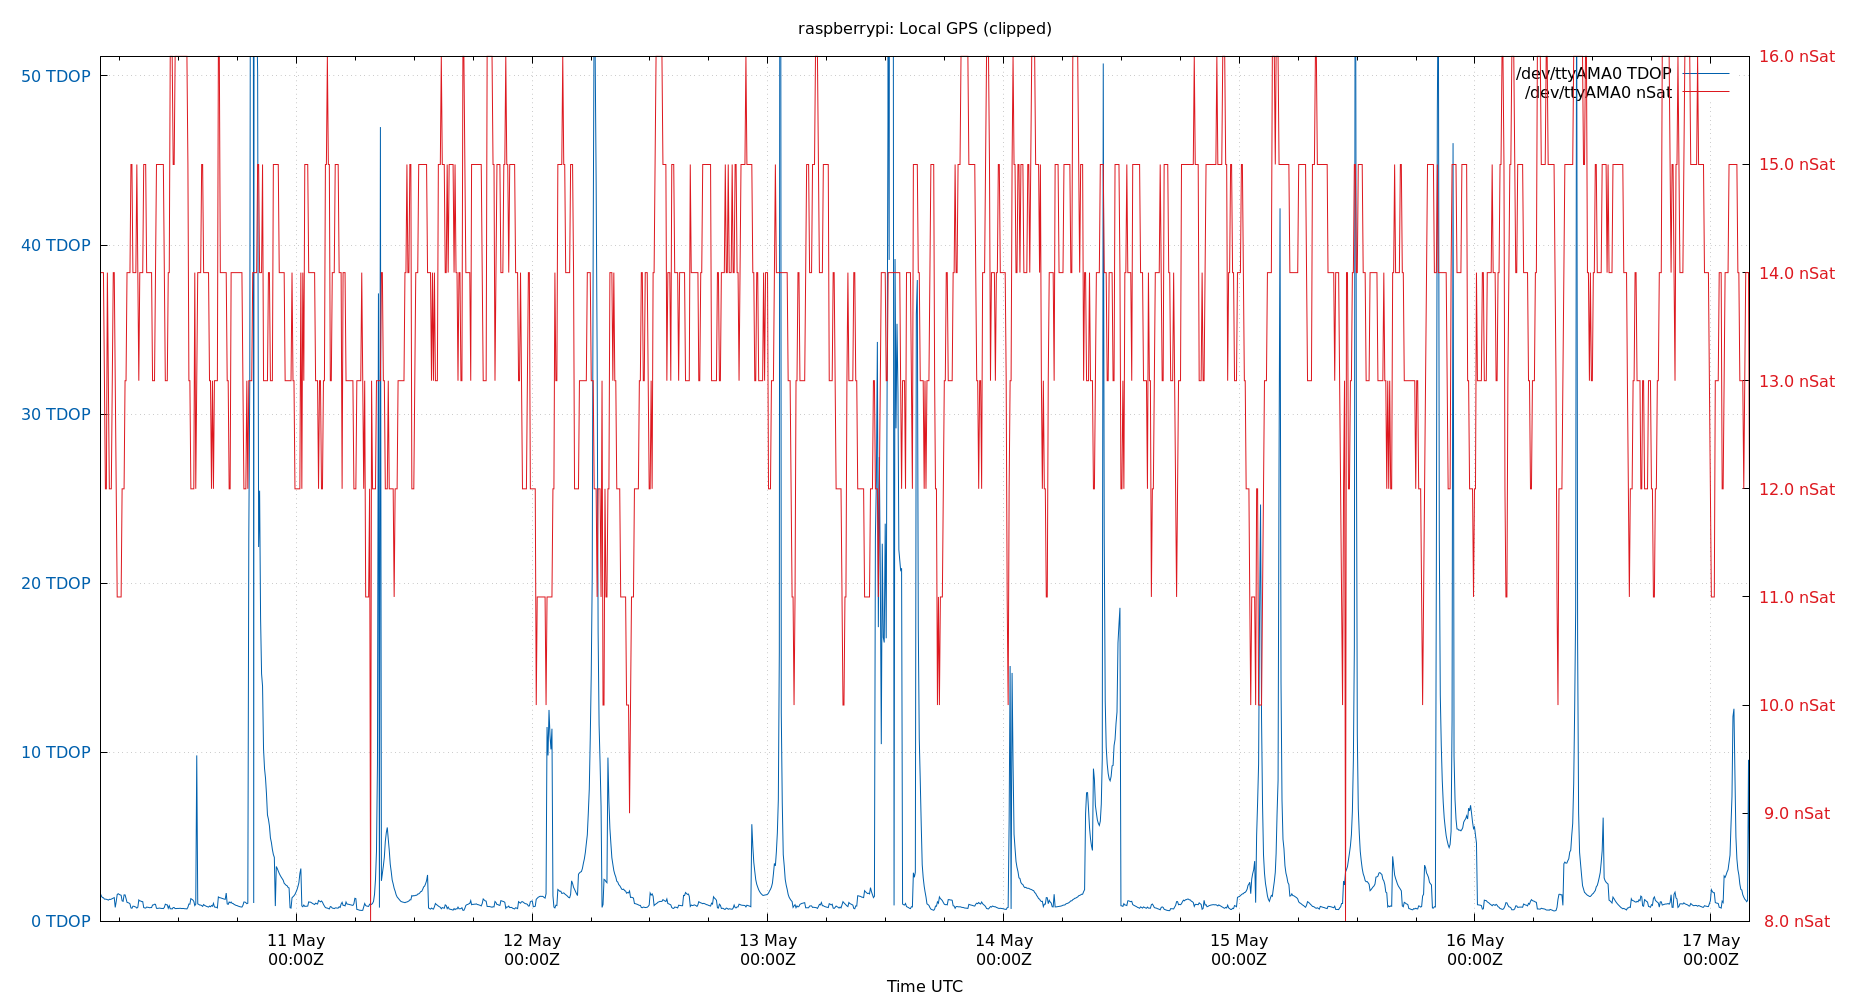 raspberrypi: Local GPS (clipped)
50 TDOP
40 TDOP
30 TDOP
20 TDOP
10 TDOP
0 TDOP
16.0 nSat
15.0 nSat
14.0 nSat
13.0 nSat
12.0 nSat
11.0 nSat
10.0 nSat
9.0 nSat
8.0 nSat
/dev/ttyAMA0 TDOP
/dev/ttyAMA0 nSat
11 May
00:00Z
12 May
00:00Z
13 May
00:00Z
14 May
00:00Z
15 May
00:00Z
16 May
00:00Z
17 May
00:00Z
Time UTC